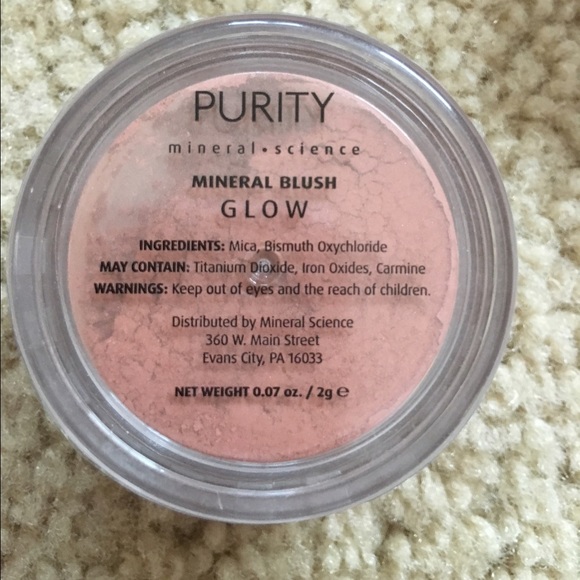 PURITY
mineral • science
MINERAL BLUSH
GLOW
INGREDIENTS: Mica, Bismuth Oxychloride
MAY CONTAIN: Titanium Dioxide, Iron Oxides, Carmine
WARNINGS: Keep out of eyes and the reach of children.
Distributed by Mineral Science
360 W. Main Street
Evans City, PA 16033
NET WEIGHT 0.07 oz. / 2g ℮